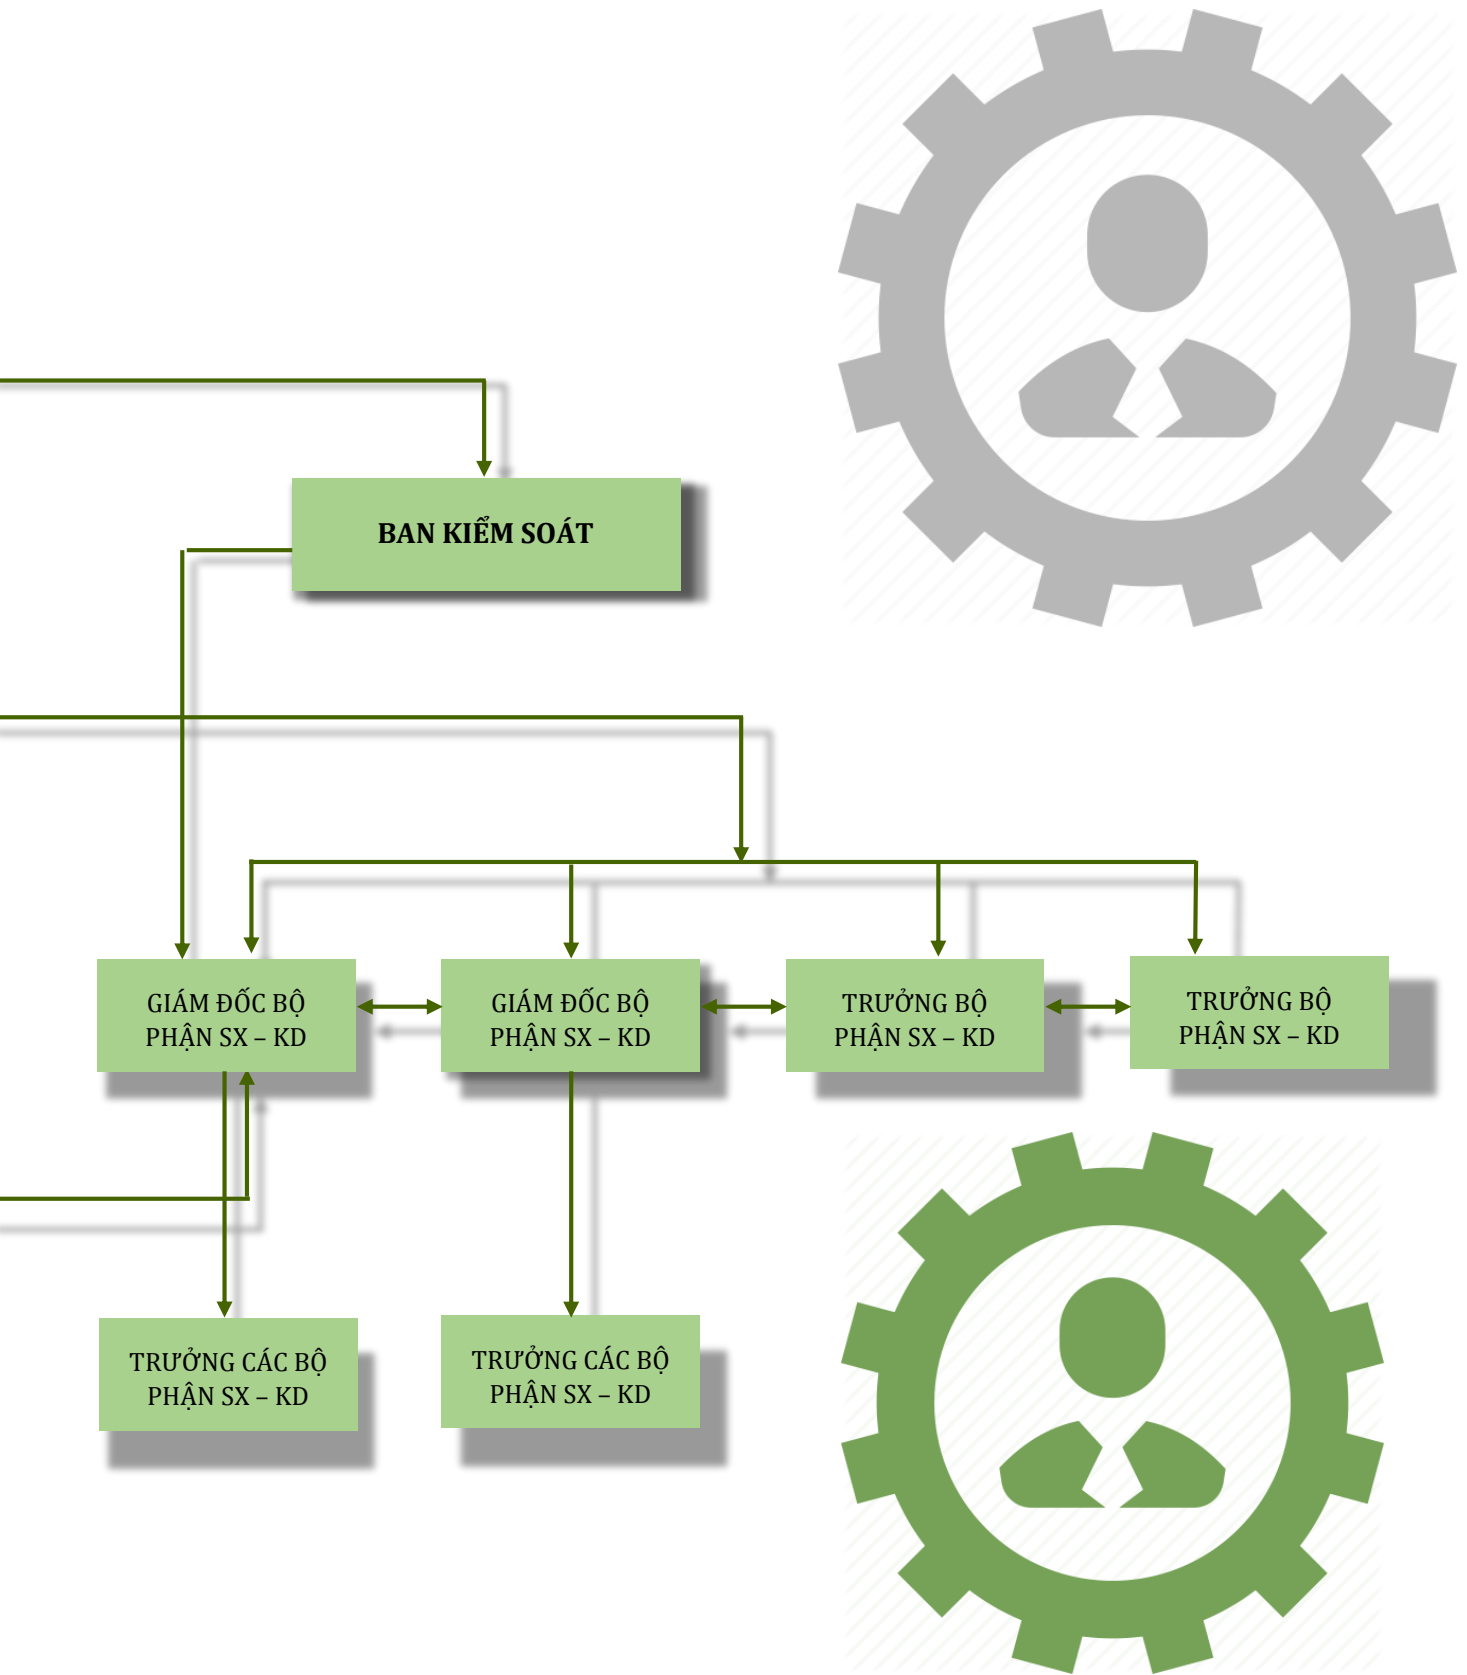 BAN KIỂM SOÁT
GIÁM ĐỐC BỘ
PHẬN SX – KD
GIÁM ĐỐC BỘ
PHẬN SX – KD
TRƯỞNG BỘ
PHẬN SX – KD
TRƯỞNG BỘ
PHẬN SX – KD
TRƯỞNG CÁC BỘ
PHẬN SX – KD
TRƯỞNG CÁC BỘ
PHẬN SX – KD